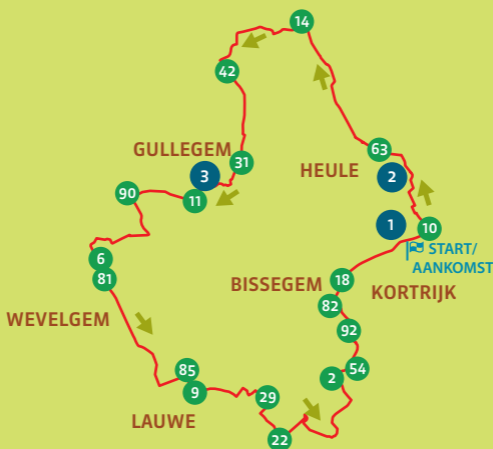 14
42
63
GULLEGEM
31
HEULE
3
2
90
11
1
10
START/
AANKOMST
6
81
BISSEGEM
18
KORTRIJK
82
WEVELGEM
92
85
54
2
9
29
LAUWE
22